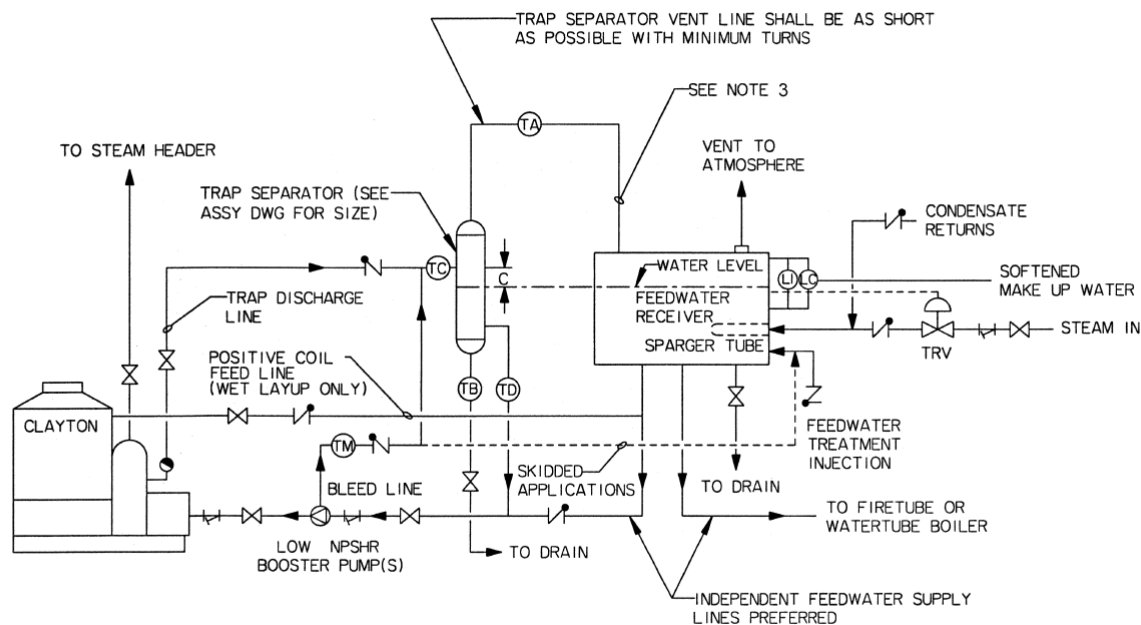 TRAP SEPARATOR VENT LINE SHALL BE AS SHORT
AS POSSIBLE WITH MINIMUM TURNS
SEE NOTE 3
TA
TO STEAM HEADER
VENT TO
ATMOSPHERE
TRAP SEPARATOR (SEE
ASSY DWG FOR SIZE)
CONDENSATE
RETURNS
TC
C
WATER LEVEL
LI
LC
SOFTENED
MAKE UP WATER
TRAP DISCHARGE
LINE
FEEDWATER
RECEIVER
STEAM IN
SPARGER TUBE
TRV
POSITIVE COIL
FEED LINE
(WET LAYUP ONLY)
TB
TD
CLAYTON
TM
FEEDWATER
TREATMENT
INJECTION
SKIDDED
APPLICATIONS
BLEED LINE
TO DRAIN
TO FIRETUBE OR
WATERTUBE BOILER
LOW NPSHR
BOOSTER PUMP(S)
TO DRAIN
INDEPENDENT FEEDWATER SUPPLY
LINES PREFERRED